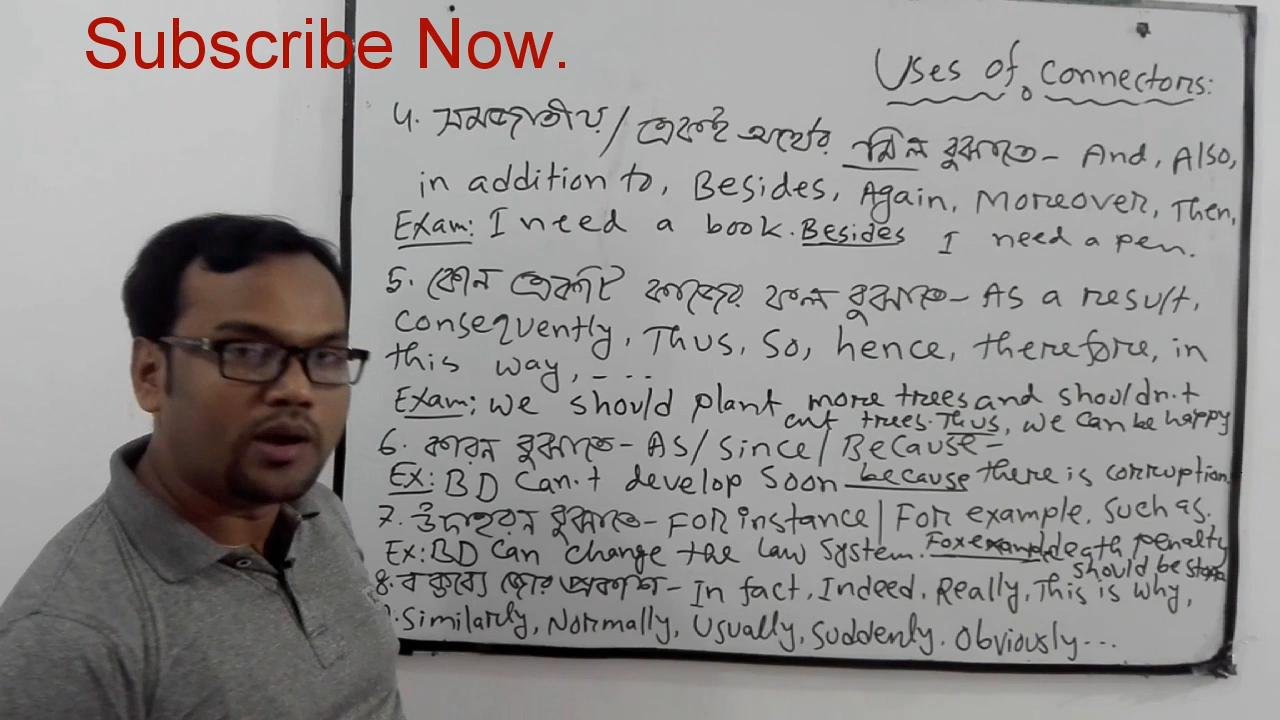 Subscribe Now.
Uses of Connectors:
4. সমজাতীয়/ একই অর্থের মিল বুঝাতে- And, Also,
in addition to, Besides, Again, Moreover, Then,
Exam: I need a book. Besides I need a pen.
5. কোন একটি কাজের ফল বুঝাতে- As a result,
Consequently, Thus, So, hence, therefore, in
this way, - ...
Exam: we should plant more trees and shouldn't
cut trees. Thus, we can be happy
6. কারন বুঝাতে- As/ Since/ Because-
Ex: BD can't develop soon because there is corruption
7. উদাহরন বুঝাতে- For instance/ For example, such as.
Ex: BD can change the law system. For example death penalty
should be
8. বক্তব্যে জোর প্রকাশ- In fact, Indeed, Really, This is why,
Similarly, Normally, Usually, Suddenly. Obviously...